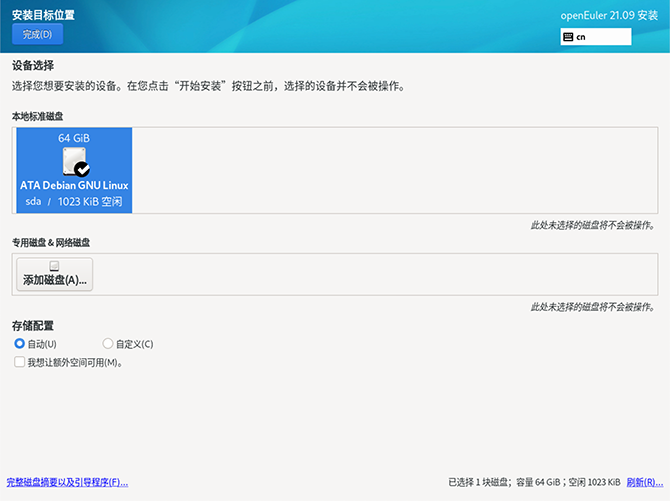 安装目标位置
openEuler 21.09 安装
完成(D)
cn
设备选择
选择您想要安装的设备。在您点击“开始安装”按钮之前，选择的设备并不会被操作。
本地标准磁盘
64 GiB
ATA Debian GNU Linux
sda / 1023 KiB 空闲
此处未选择的磁盘将不会被操作。
专用磁盘 & 网络磁盘
添加磁盘(A)...
此处未选择的磁盘将不会被操作。
存储配置
自动(U) 自定义(C)
我想让额外空间可用(M)。
完整磁盘摘要以及引导程序(F)... 已选择 1 块磁盘；容量 64 GiB；空闲 1023 KiB 刷新(R)...